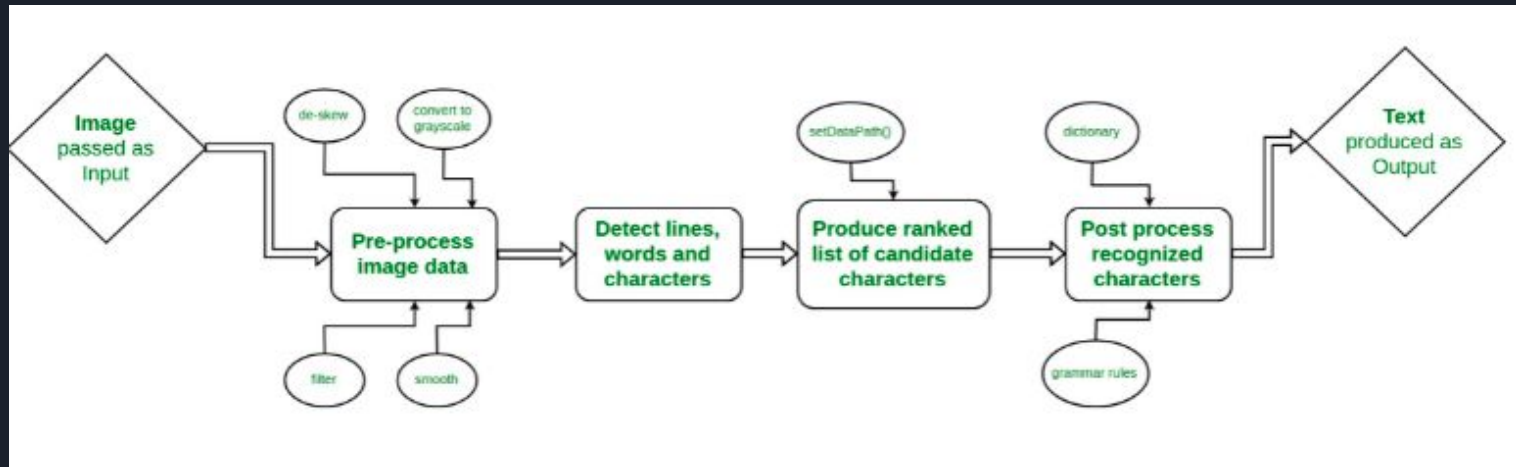 Image
passed as
Input
de-skew
convert to
grayscale
Pre-process
image data
filter
smooth
Detect lines,
words and
characters
setDataPath()
Produce ranked
list of candidate
characters
dictionary
Post process
recognized
characters
grammar rules
Text
produced as
Output